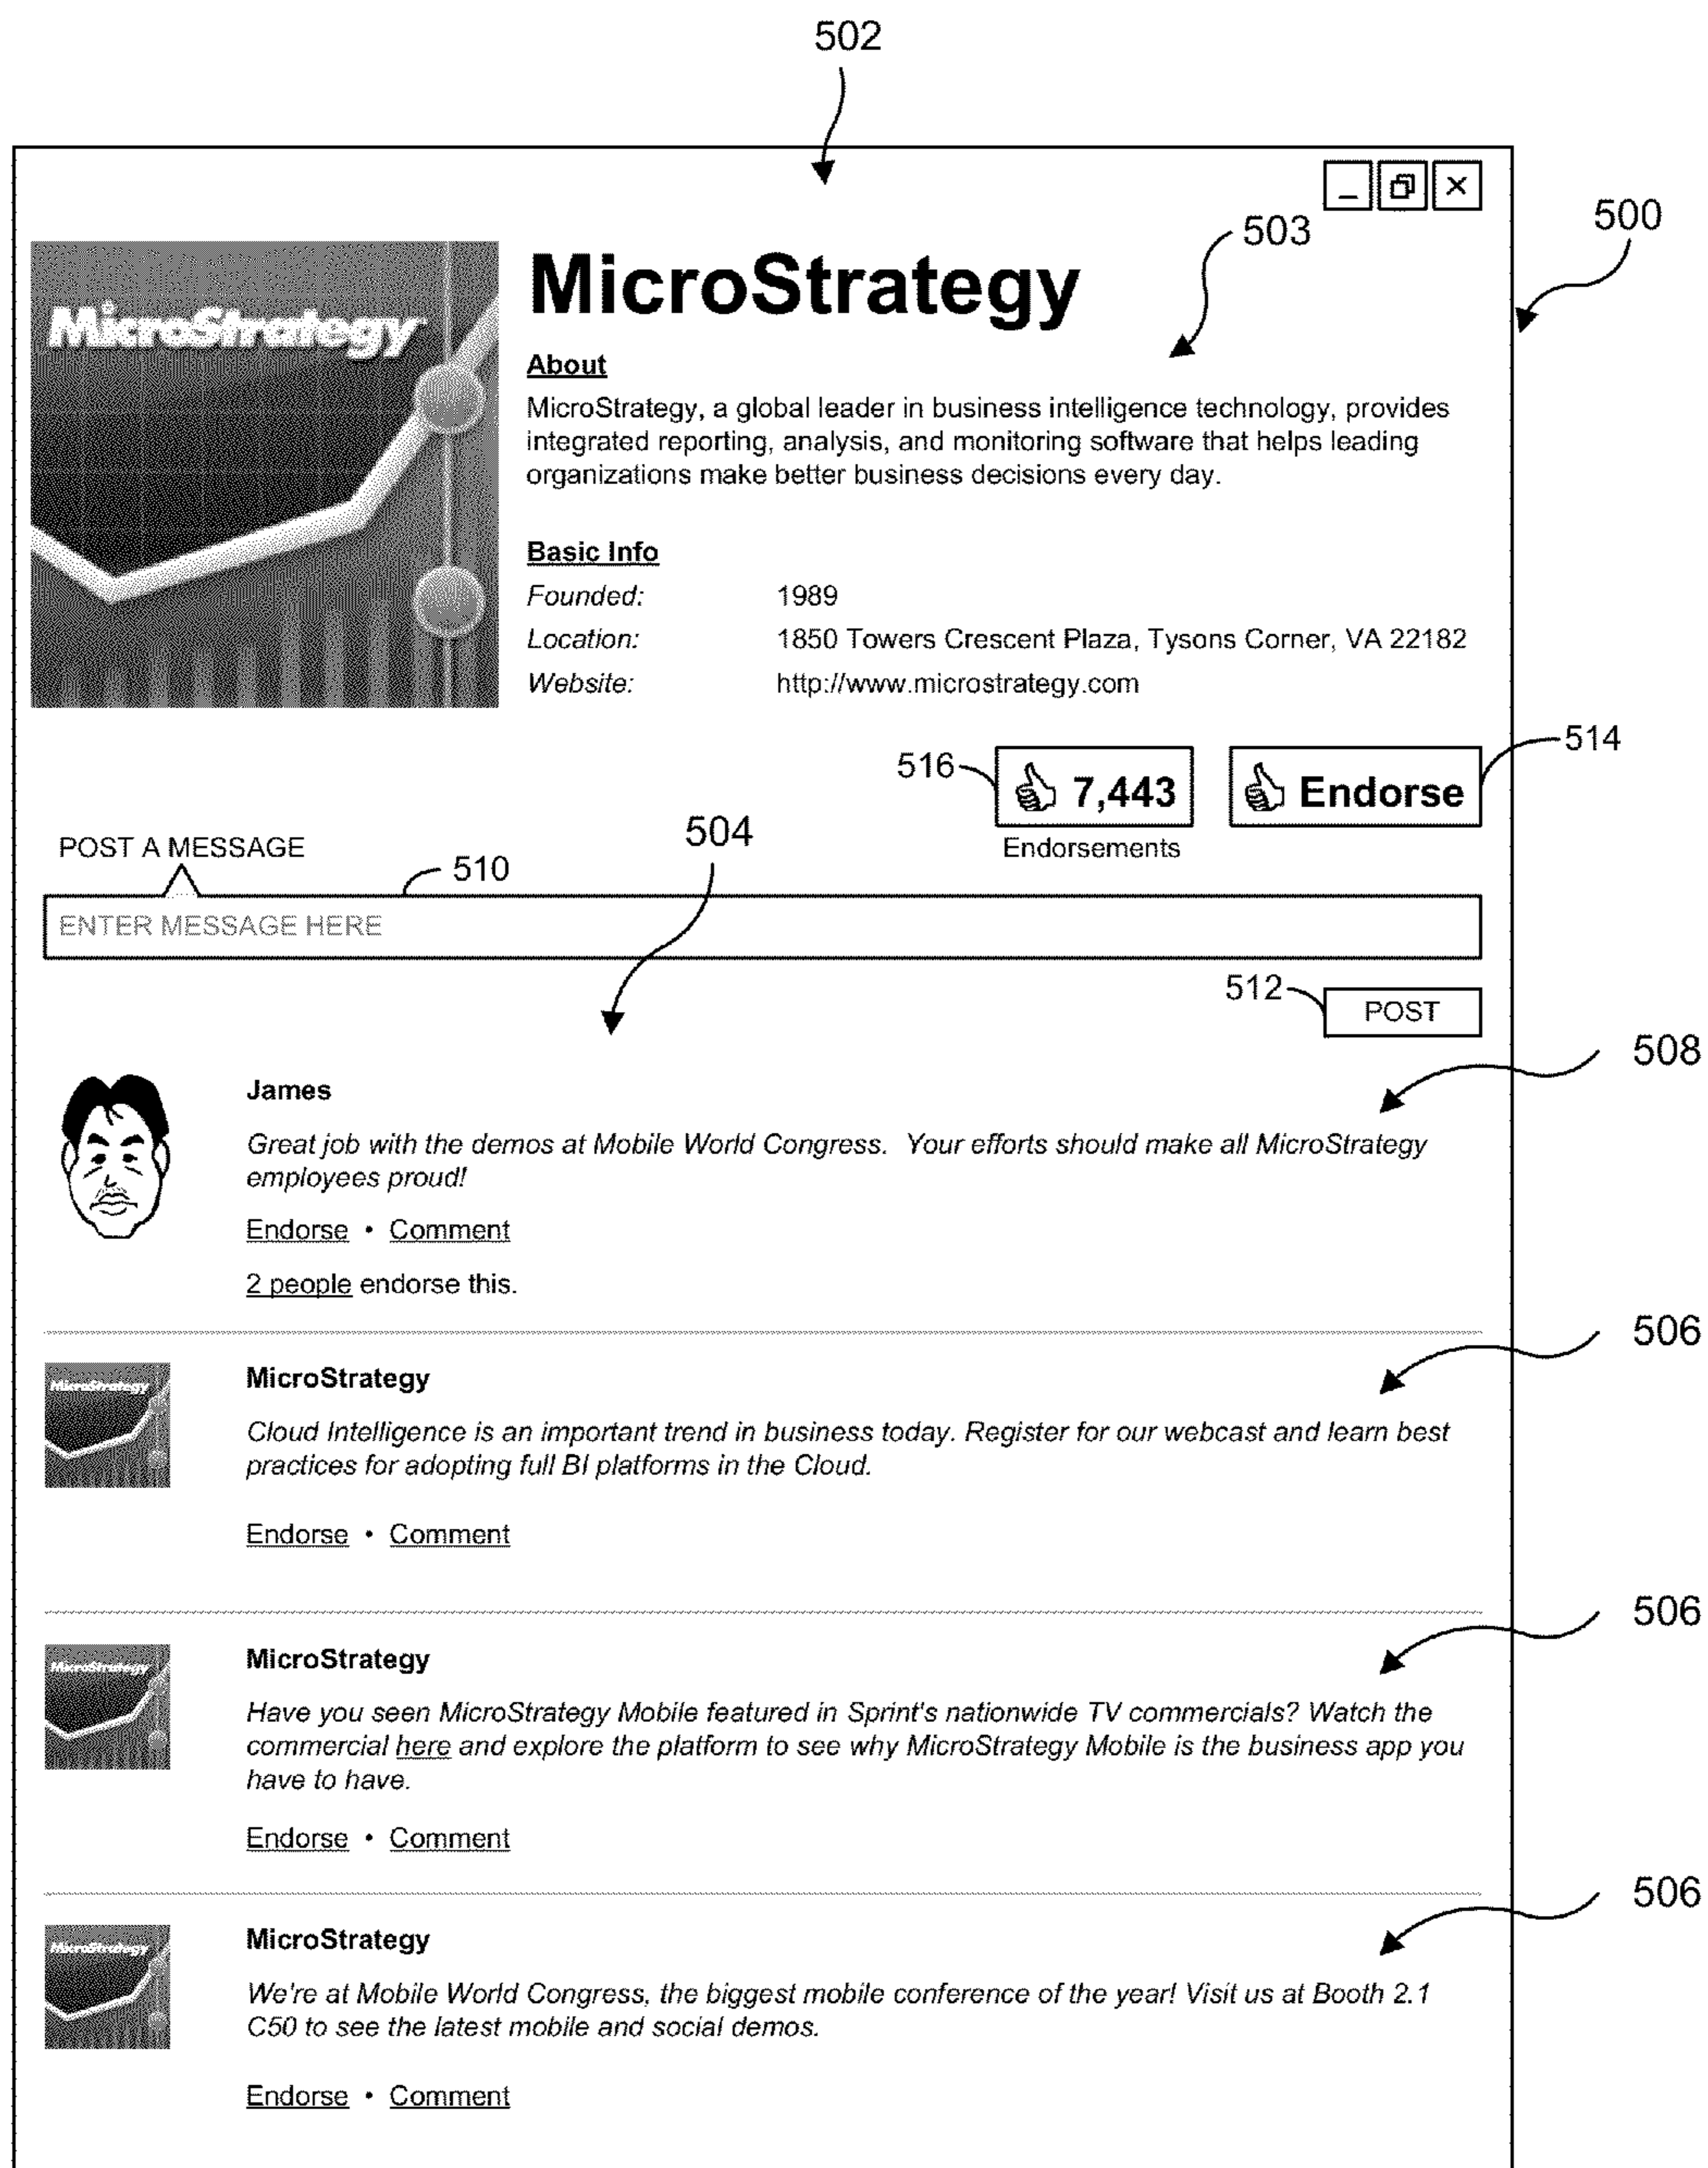 502
500
503
MicroStrategy
MicroStrategy
About
MicroStrategy, a global leader in business intelligence technology, provides
integrated reporting, analysis, and monitoring software that helps leading
organizations make better business decisions every day.
Basic Info
Founded: 1989
Location: 1850 Towers Crescent Plaza, Tysons Corner, VA 22182
Website: http://www.microstrategy.com
516 7,443 Endorse 514
Endorsements
504
POST A MESSAGE
510
ENTER MESSAGE HERE
512 POST
508
James
Great job with the demos at Mobile World Congress. Your efforts should make all MicroStrategy
employees proud!
Endorse • Comment
2 people endorse this.
506
MicroStrategy
MicroStrategy
Cloud Intelligence is an important trend in business today. Register for our webcast and learn best
practices for adopting full BI platforms in the Cloud.
Endorse • Comment
506
MicroStrategy
MicroStrategy
Have you seen MicroStrategy Mobile featured in Sprint's nationwide TV commercials? Watch the
commercial here and explore the platform to see why MicroStrategy Mobile is the business app you
have to have.
Endorse • Comment
506
MicroStrategy
MicroStrategy
We're at Mobile World Congress, the biggest mobile conference of the year! Visit us at Booth 2.1
C50 to see the latest mobile and social demos.
Endorse • Comment